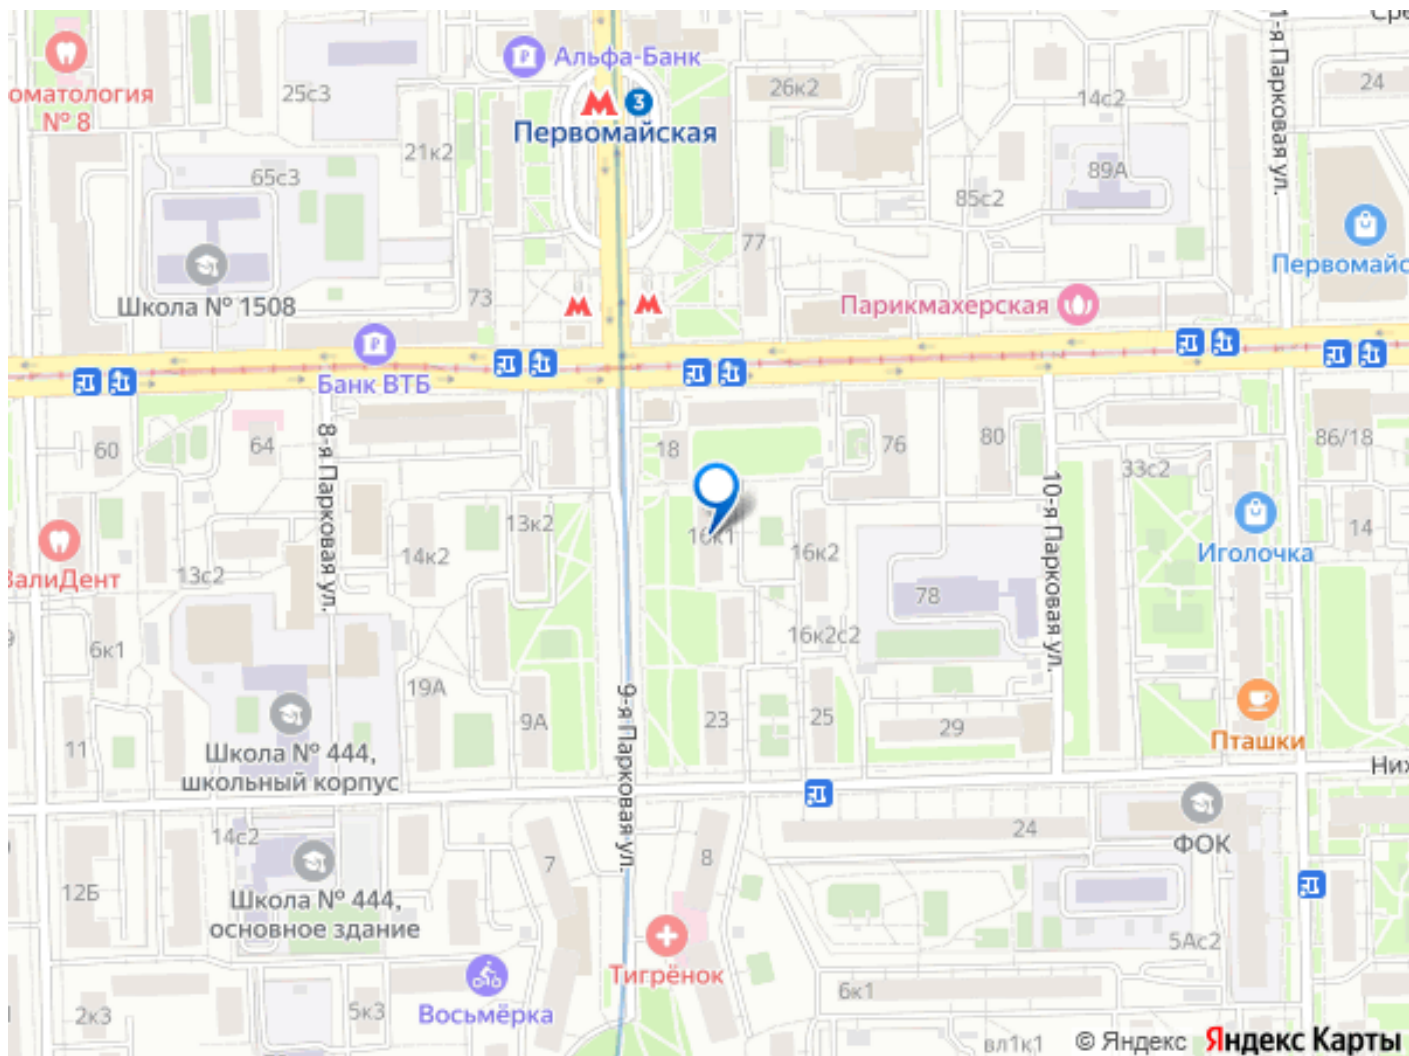 Сре
Альфа-Банк
1-я Парковая ул.
оматология
№ 8
25с3
3
Первомайская
26к2
14с2
24
21к2
65с3
89А
85с2
77
Школа № 1508
73
Парикмахерская
Первомайс
Банк ВТБ
8-я Парковая ул.
60
64
18
76
80
86/18
10-я Парковая ул.
33с2
13к2
16к1
14
14к2
16к2
Иголочка
ВалиДент
13с2
78
16к2с2
6к1
19А
9А
9-я Парковая ул.
23
25
29
11
Школа № 444,
школьный корпус
Пташки
Них
14с2
24
ФОК
7
8
12Б
Школа № 444,
основное здание
5Ас2
Тигрёнок
6к1
2к3
5к3
Восьмёрка
вл1к1
© Яндекс Яндекс Карты